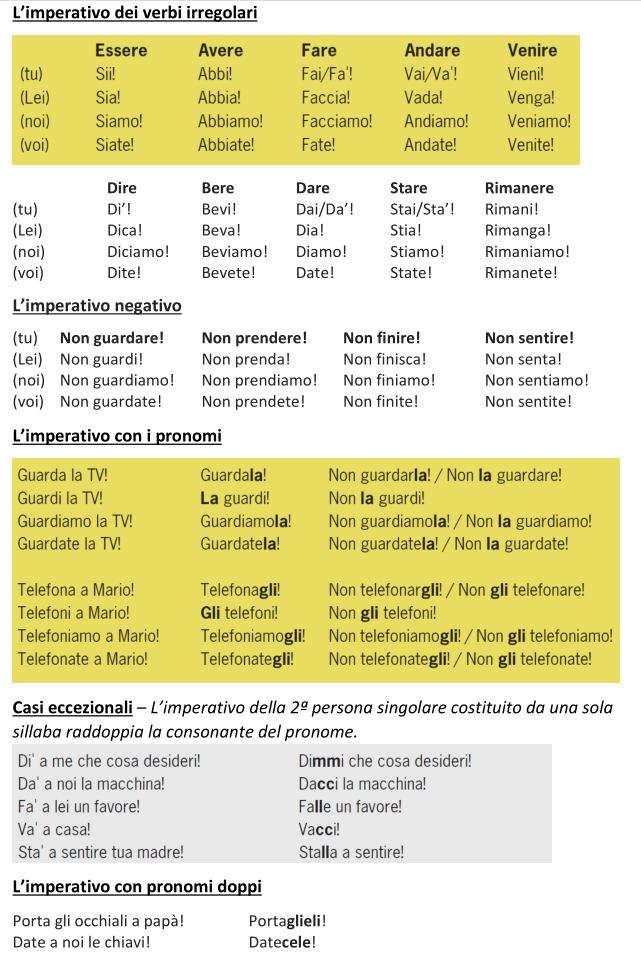 L’imperativo dei verbi irregolari
Essere Avere Fare Andare Venire
(tu) Sii! Abbi! Fai/Fa'! Vai/Va'! Vieni!
(Lei) Sia! Abbia! Faccia! Vada! Venga!
(noi) Siamo! Abbiamo! Facciamo! Andiamo! Veniamo!
(voi) Siate! Abbiate! Fate! Andate! Venite!
Dire Bere Dare Stare Rimanere
(tu) Di’! Bevi! Dai/Da’! Stai/Sta’! Rimani!
(Lei) Dica! Beva! Dia! Stia! Rimanga!
(noi) Diciamo! Beviamo! Diamo! Stiamo! Rimaniamo!
(voi) Dite! Bevete! Date! State! Rimanete!
L’imperativo negativo
(tu) Non guardare! Non prendere! Non finire! Non sentire!
(Lei) Non guardi! Non prenda! Non finisca! Non senta!
(noi) Non guardiamo! Non prendiamo! Non finiamo! Non sentiamo!
(voi) Non guardate! Non prendete! Non finite! Non sentite!
L’imperativo con i pronomi
Guarda la TV! Guardala! Non guardarla! / Non la guardare!
Guardi la TV! La guardi! Non la guardi!
Guardiamo la TV! Guardiamola! Non guardiamola! / Non la guardiamo!
Guardate la TV! Guardatela! Non guardatela! / Non la guardate!
Telefona a Mario! Telefonagli! Non telefonargli! / Non gli telefonare!
Telefoni a Mario! Gli telefoni! Non gli telefoni!
Telefoniamo a Mario! Telefoniamogli! Non telefoniamogli! / Non gli telefoniamo!
Telefonate a Mario! Telefonategli! Non telefonategli! / Non gli telefonate!
Casi eccezionali – L’imperativo della 2ª persona singolare costituito da una sola
sillaba raddoppia la consonante del pronome.
Di' a me che cosa desideri! Dimmi che cosa desideri!
Da' a noi la macchina! Dacci la macchina!
Fa' a lei un favore! Falle un favore!
Va' a casa! Vacci!
Sta' a sentire tua madre! Stalla a sentire!
L’imperativo con pronomi doppi
Porta gli occhiali a papà! Portaglieli!
Date a noi le chiavi! Datecele!